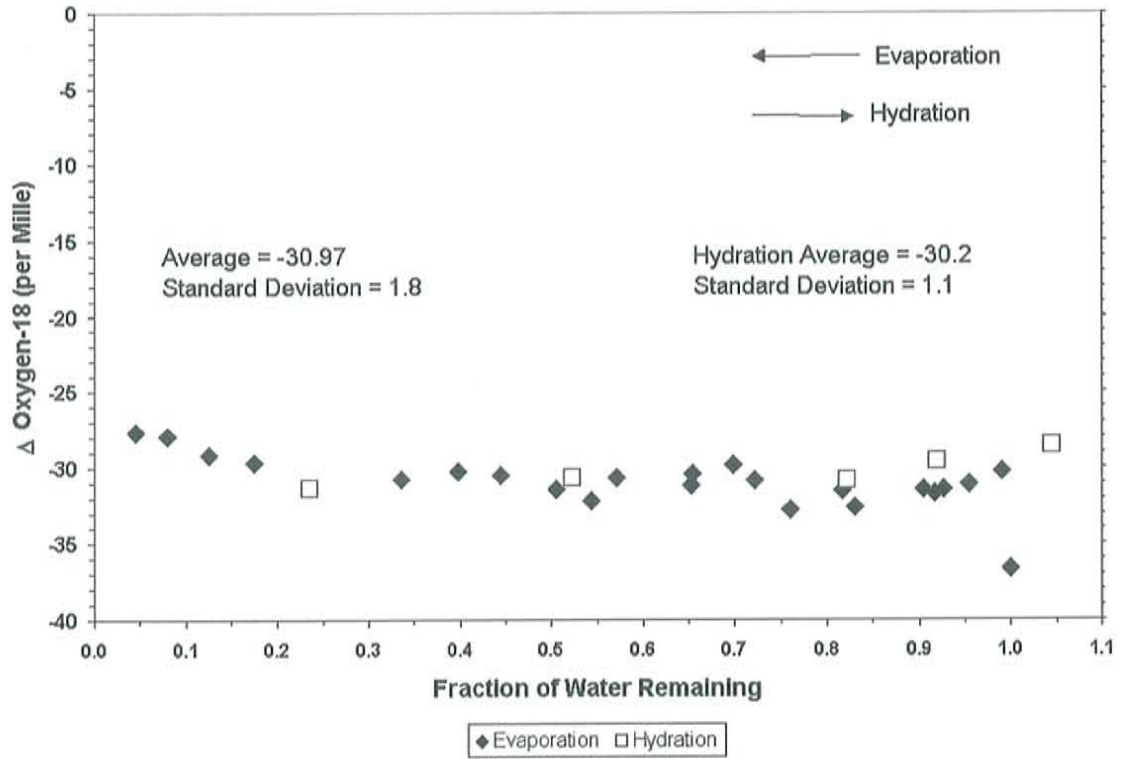 0
-5
-10
-15
-20
-25
-30
-35
-40
Δ Oxygen-18 (per Mille)
Evaporation
Hydration
Average = -30.97
Standard Deviation = 1.8
Hydration Average = -30.2
Standard Deviation = 1.1
0.0 0.1 0.2 0.3 0.4 0.5 0.6 0.7 0.8 0.9 1.0 1.1
Fraction of Water Remaining
Evaporation Hydration